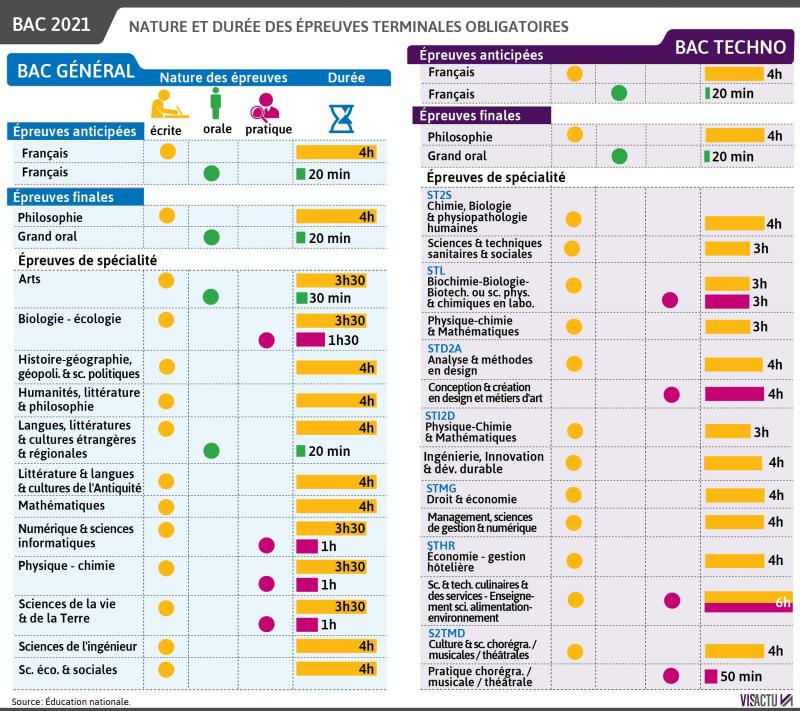 BAC 2021
NATURE ET DURÉE DES ÉPREUVES TERMINALES OBLIGATOIRES
BAC GÉNÉRAL
Nature des épreuves
Durée
Épreuves anticipées
écrite
orale
pratique
Français
4h
Français
20 min
Épreuves finales
Philosophie
4h
Grand oral
20 min
Épreuves de spécialité
Arts
3h30
30 min
Biologie - écologie
3h30
1h30
Histoire-géographie,
géopoli. & sc. politiques
4h
Humanités, littérature
& philosophie
4h
Langues, littératures
& cultures étrangères
& régionales
4h
20 min
Littérature & langues
& cultures de l'Antiquité
4h
Mathématiques
4h
Numérique & sciences
informatiques
3h30
1h
Physique - chimie
3h30
1h
Sciences de la vie
& de la Terre
3h30
1h
Sciences de l'ingénieur
4h
Sc. éco. & sociales
4h
Source : Éducation nationale.
BAC TECHNO
Épreuves anticipées
Français
4h
Français
20 min
Épreuves finales
Philosophie
4h
Grand oral
20 min
Épreuves de spécialité
ST2S
Chimie, Biologie
& physiopathologie
humaines
4h
Sciences & techniques
sanitaires & sociales
3h
STL
Biochimie-Biologie-
Biotech. ou sc. phys.
& chimiques en labo.
3h
3h
Physique-chimie
& Mathématiques
3h
STD2A
Analyse & méthodes
en design
4h
Conception & création
en design et métiers d'art
4h
STI2D
Physique-Chimie
& Mathématiques
3h
Ingénierie, Innovation
& dév. durable
4h
STMG
Droit & économie
4h
Management, sciences
de gestion & numérique
4h
STHR
Économie - gestion
hôtelière
4h
Sc. & tech. culinaires &
des services - Enseigne-
ment sci. alimentation-
environnement
6h
S2TMD
Culture & sc. chorégra. /
musicales / théâtrales
4h
Pratique chorégra. /
musicale / théâtrale
50 min
VISACTU